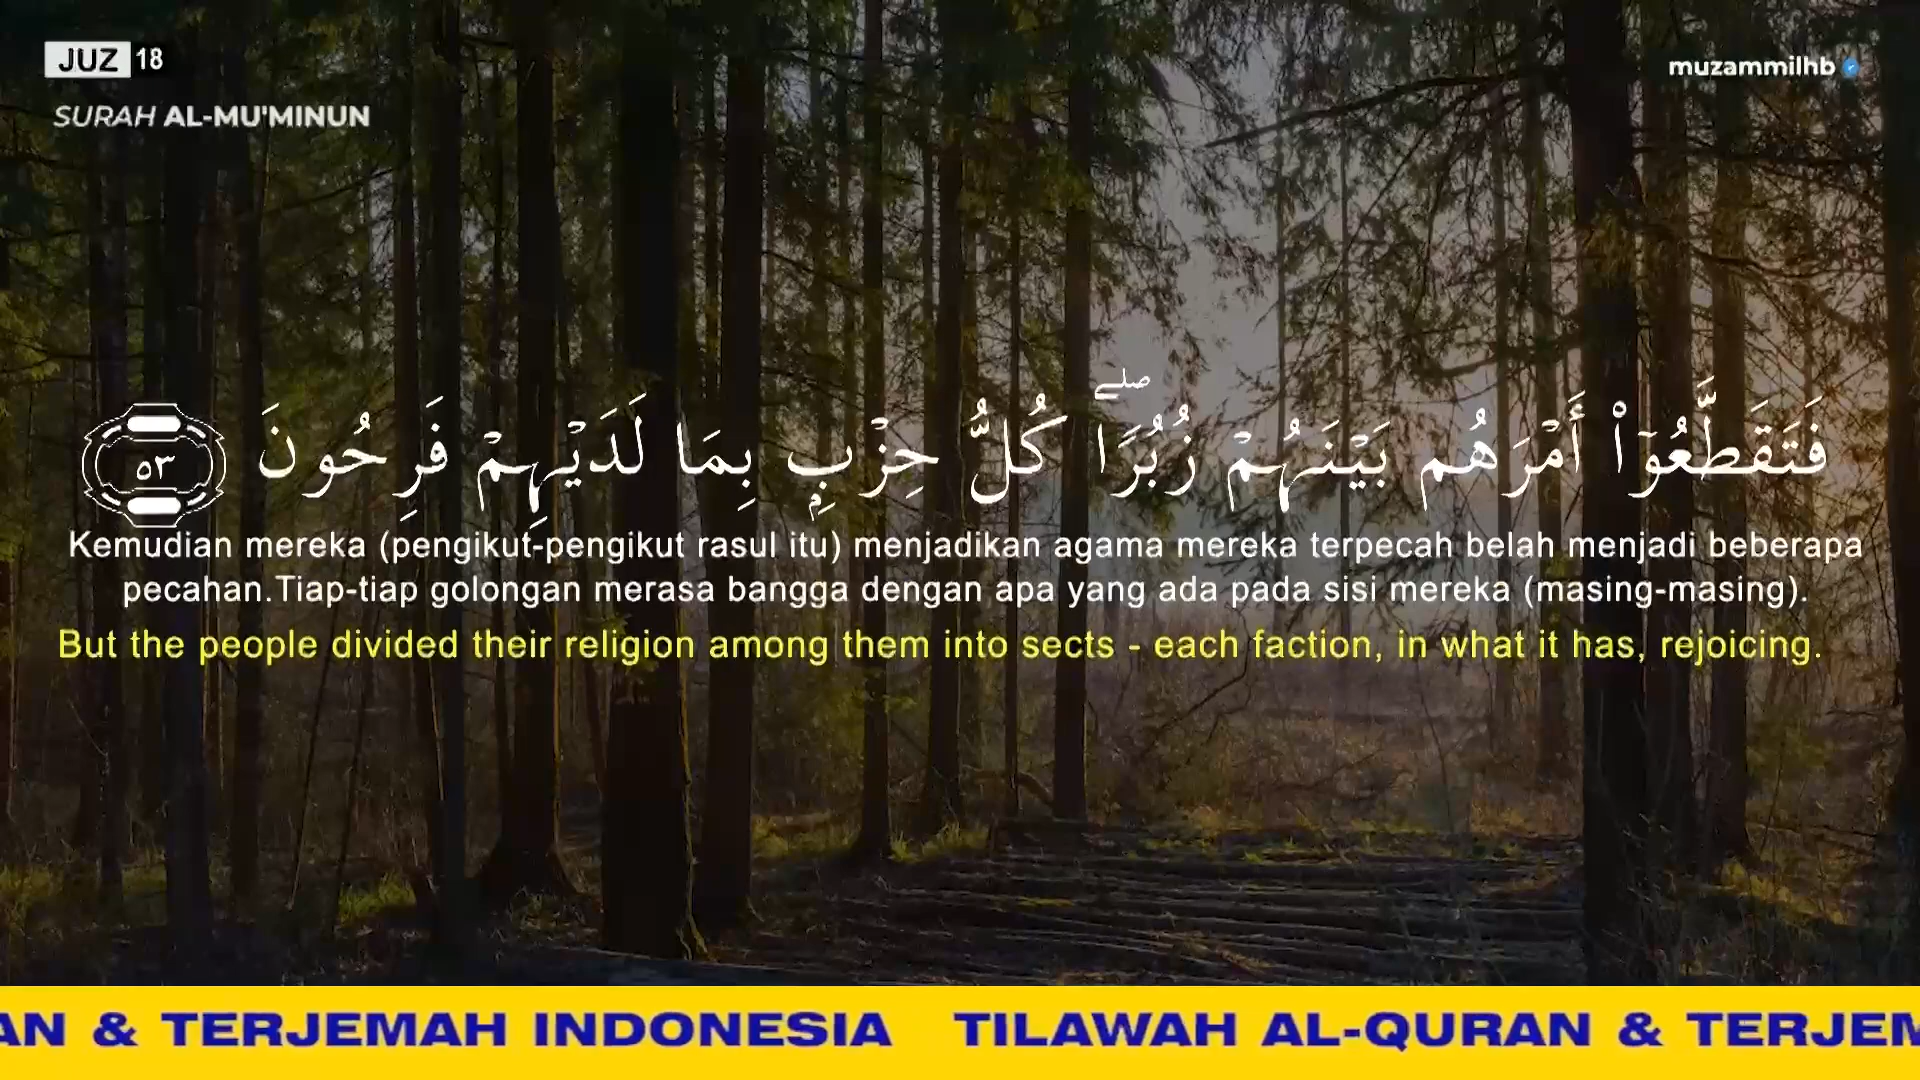 JUZ 18
muzammilhb
SURAH AL-MU'MINUN
فَتَقَطَّعُوٓا۟ أَمْرَهُم بَيْنَهُمْ زُبُرًۭا ۖ كُلُّ حِزْبٍۭ بِمَا لَدَيْهِمْ فَرِحُونَ ٥٣
Kemudian mereka (pengikut-pengikut rasul itu) menjadikan agama mereka terpecah belah menjadi beberapa
pecahan.Tiap-tiap golongan merasa bangga dengan apa yang ada pada sisi mereka (masing-masing).
But the people divided their religion among them into sects - each faction, in what it has, rejoicing.
AN & TERJEMAH INDONESIA TILAWAH AL-QURAN & TERJEM